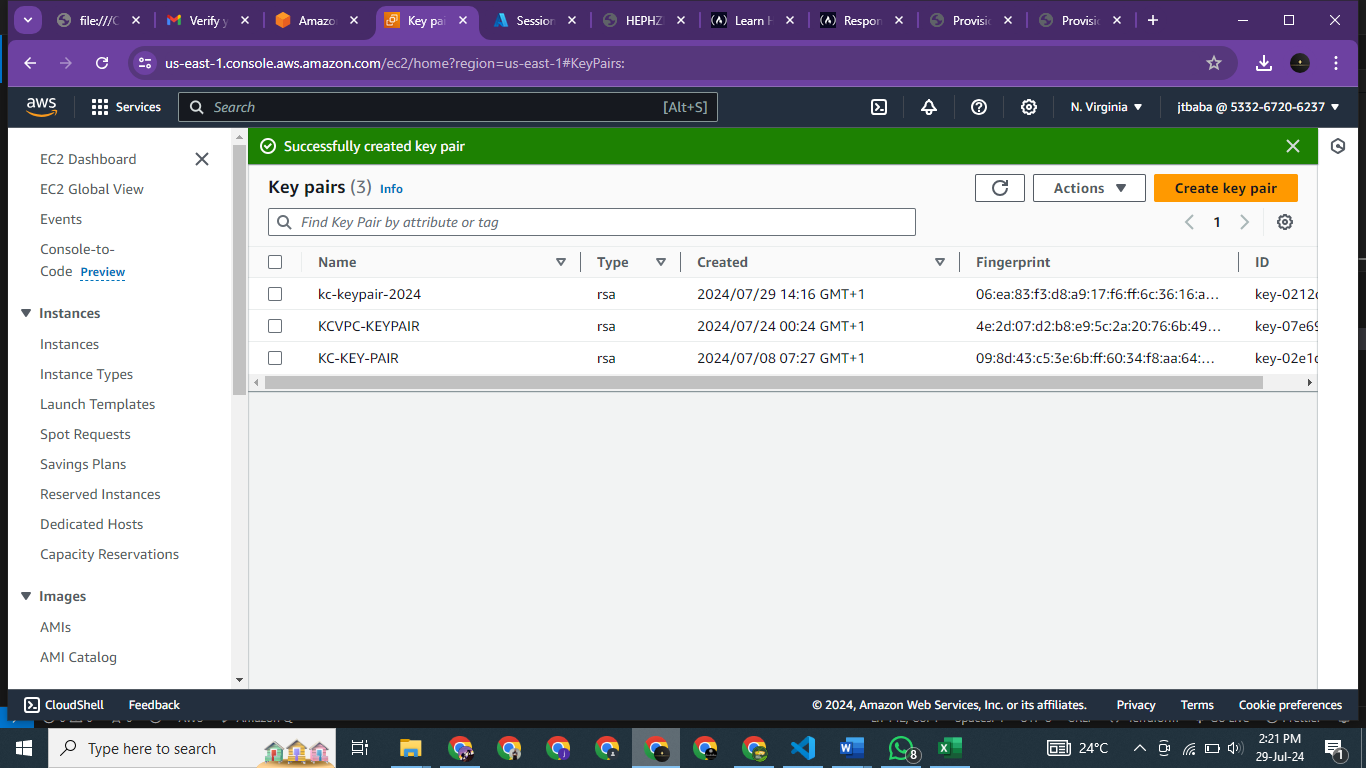 file:///C
Verify y
Amazo
Key pai
Session
HEPHZ
Learn H
Respon
Provisio
Provisio
us-east-1.console.aws.amazon.com/ec2/home?region=us-east-1#KeyPairs:
aws
Services
Search
[Alt+S]
N. Virginia
jtbaba @ 5332-6720-6237
EC2 Dashboard
EC2 Global View
Events
Console-to-
Code Preview
Instances
Instances
Instance Types
Launch Templates
Spot Requests
Savings Plans
Reserved Instances
Dedicated Hosts
Capacity Reservations
Images
AMIs
AMI Catalog
Successfully created key pair
Key pairs (3) Info
Actions
Create key pair
Find Key Pair by attribute or tag
1
Name Type Created Fingerprint ID
kc-keypair-2024 rsa 2024/07/29 14:16 GMT+1 06:ea:83:f3:d8:a9:17:f6:ff:6c:36:16:a... key-0212
KCVPC-KEYPAIR rsa 2024/07/24 00:24 GMT+1 4e:2d:07:d2:b8:e9:5c:2a:20:76:6b:49... key-07e69
KC-KEY-PAIR rsa 2024/07/08 07:27 GMT+1 09:8d:43:c5:3e:6b:ff:60:34:f8:aa:64:... key-02e1
CloudShell
Feedback
© 2024, Amazon Web Services, Inc. or its affiliates.
Privacy
Terms
Cookie preferences
Type here to search
8
24°C
2:21 PM
29-Jul-24
1